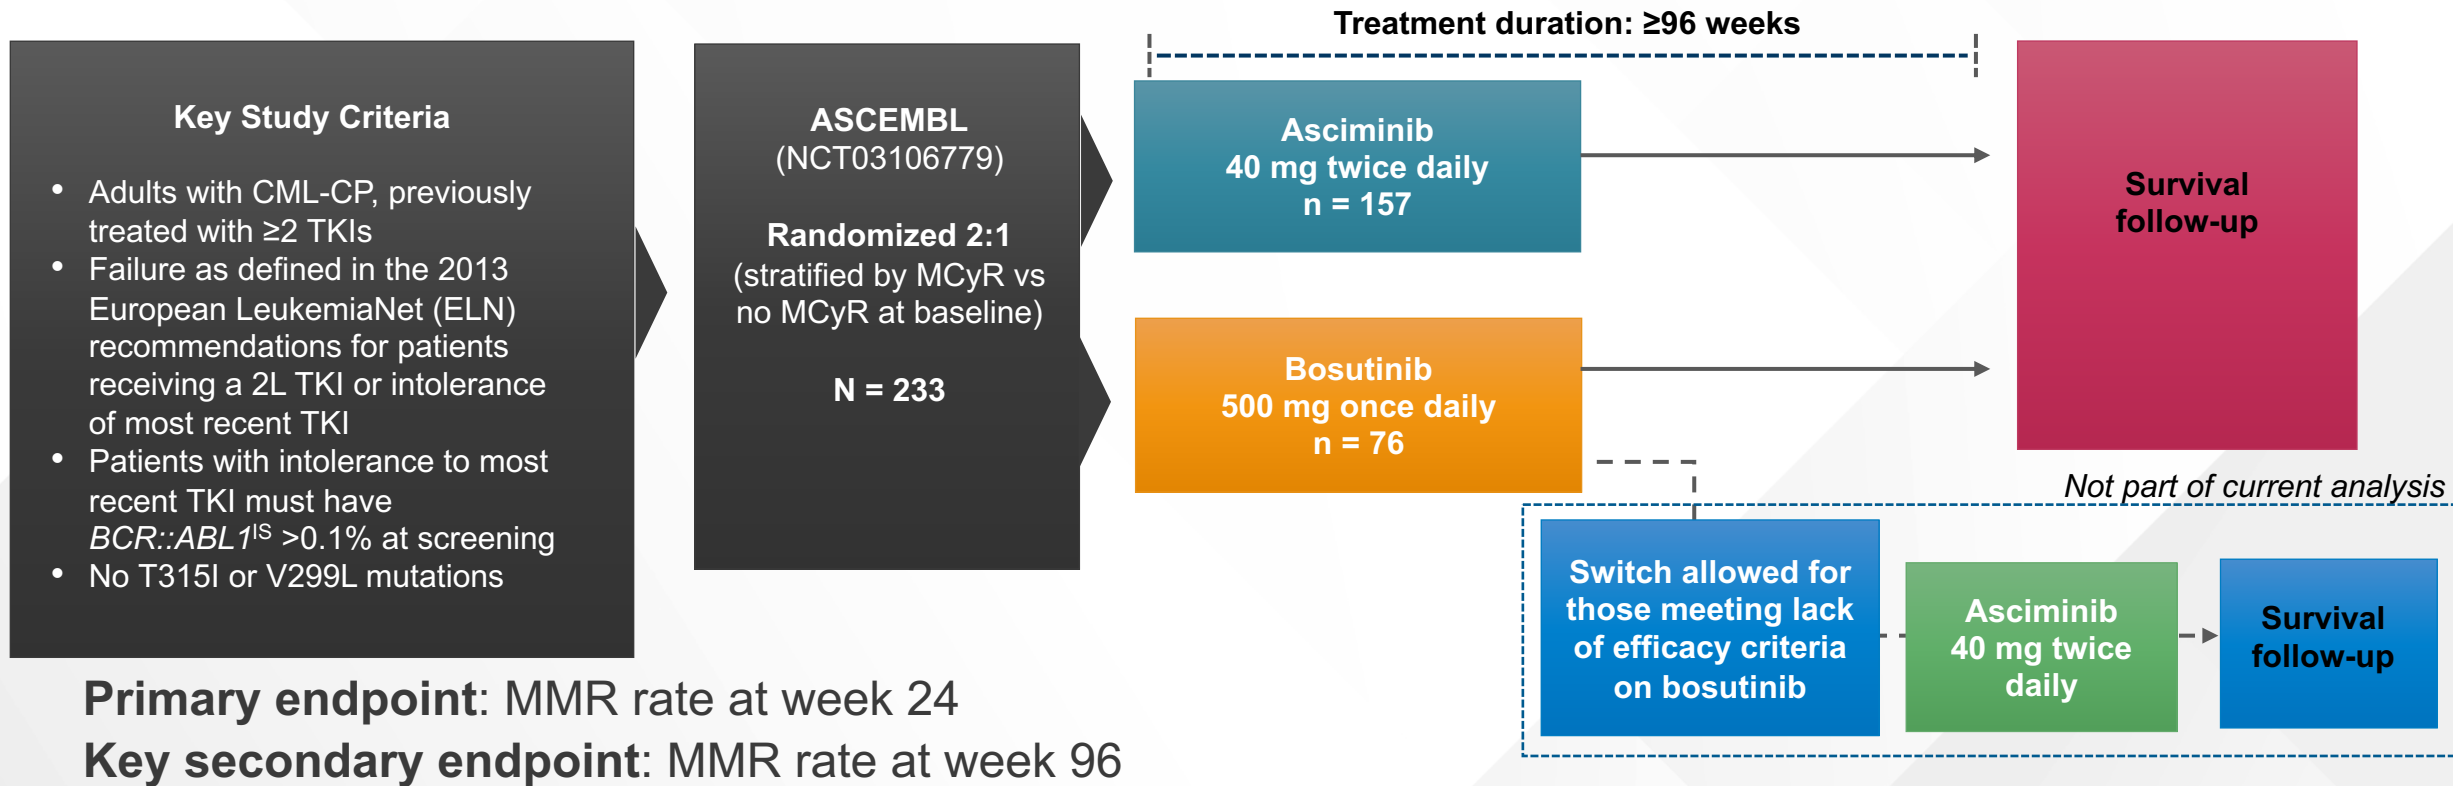 Treatment duration: ≥96 weeks
Key Study Criteria
• Adults with CML-CP, previously
treated with ≥2 TKIs
• Failure as defined in the 2013
European LeukemiaNet (ELN)
recommendations for patients
receiving a 2L TKI or intolerance
of most recent TKI
• Patients with intolerance to most
recent TKI must have
BCR::ABL1IS >0.1% at screening
• No T315I or V299L mutations
ASCEMBL
(NCT03106779)
Randomized 2:1
(stratified by MCyR vs
no MCyR at baseline)
N = 233
Asciminib
40 mg twice daily
n = 157
Bosutinib
500 mg once daily
n = 76
Survival
follow-up
Not part of current analysis
Switch allowed for
those meeting lack
of efficacy criteria
on bosutinib
Asciminib
40 mg twice
daily
Survival
follow-up
Primary endpoint: MMR rate at week 24
Key secondary endpoint: MMR rate at week 96